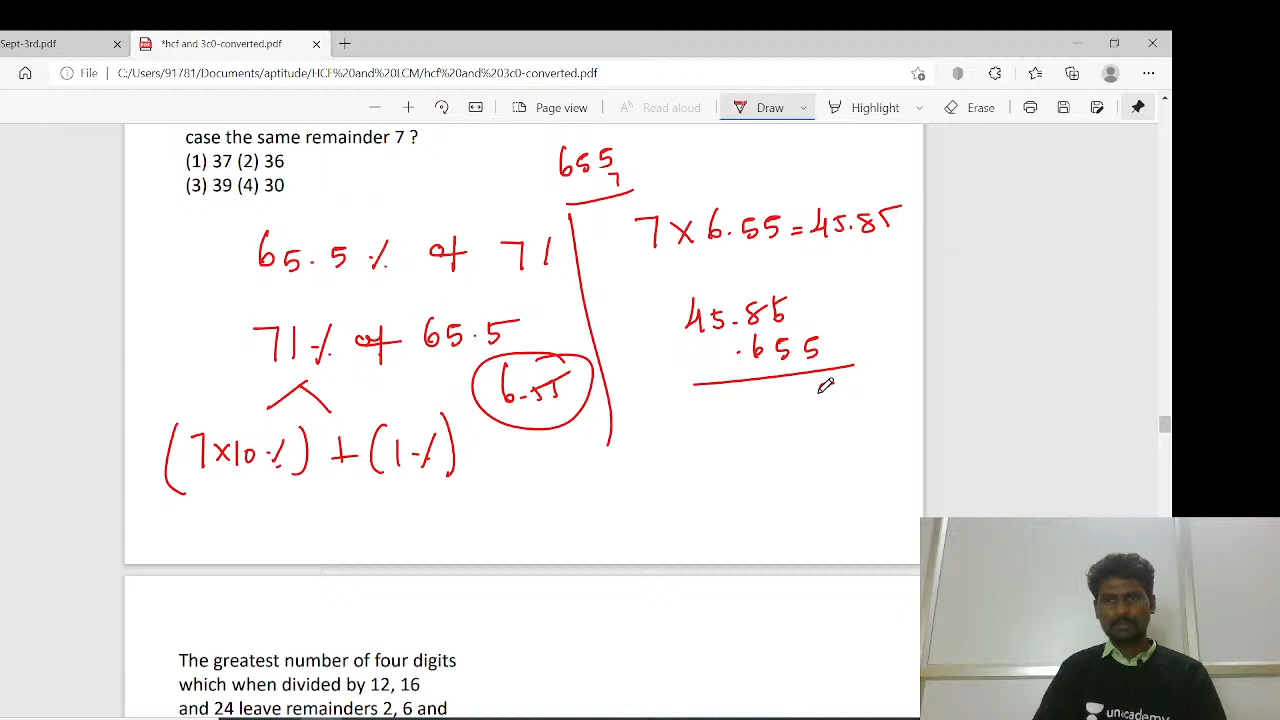 Sept-3rd.pdf
*hcf and 3c0-converted.pdf
File
C:/Users/91781/Documents/aptitude/HCF%20and%20LCM/hcf%20and%203c0-converted.pdf
Page view
Read aloud
Draw
Highlight
Erase
case the same remainder 7 ?
(1) 37 (2) 36
(3) 39 (4) 30
655
7
65.5 % of 71
71 % of 65.5
6.55
(7x10 %) + (1 %)
7 x 6.55 = 45.85
45.85
.655
The greatest number of four digits
which when divided by 12, 16
and 24 leave remainders 2, 6 and
unacademy